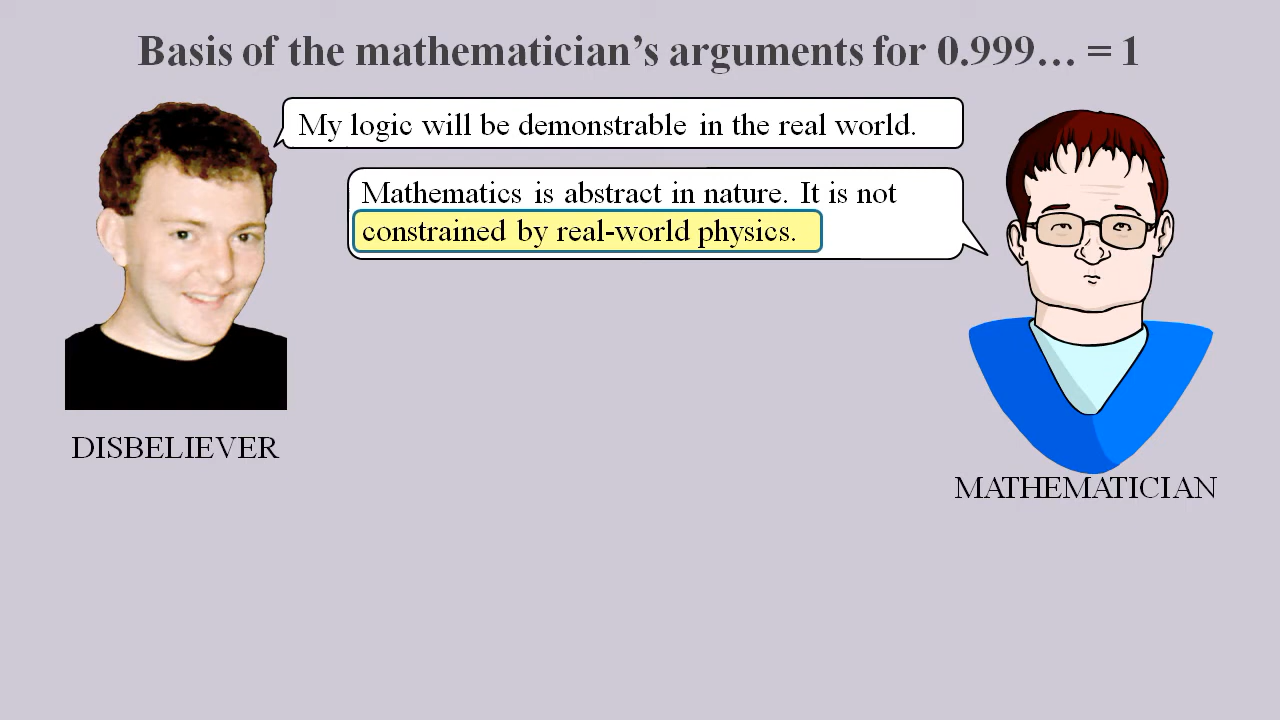 Basis of the mathematician’s arguments for 0.999… = 1
My logic will be demonstrable in the real world.
Mathematics is abstract in nature. It is not
constrained by real-world physics.
DISBELIEVER
MATHEMATICIAN